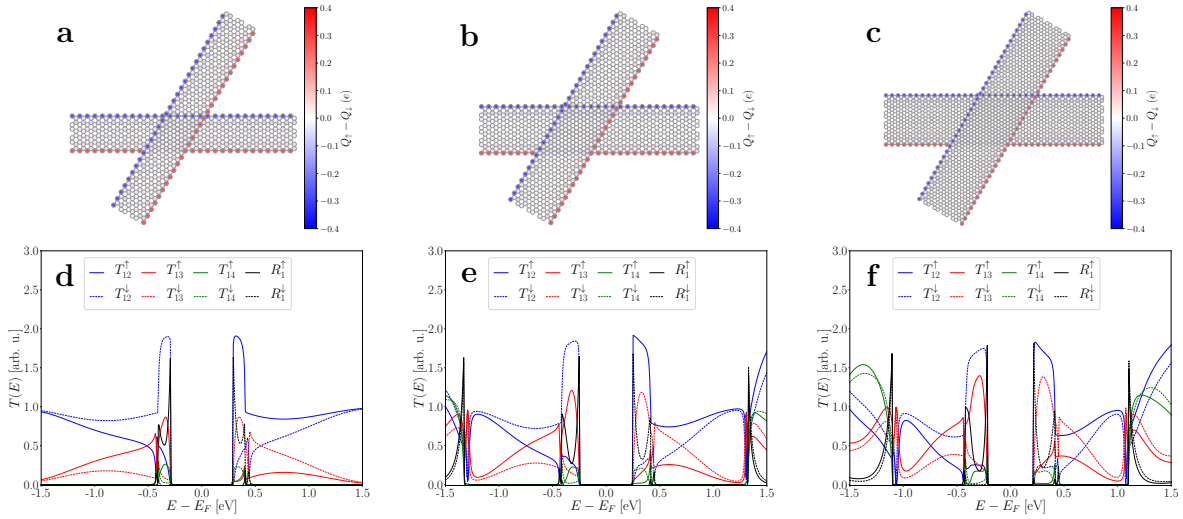 a
0.4
0.3
0.2
0.1
0.0
−0.1
−0.2
−0.3
−0.4
Q↑ − Q↓ (e)
b
0.4
0.3
0.2
0.1
0.0
−0.1
−0.2
−0.3
−0.4
Q↑ − Q↓ (e)
c
0.4
0.3
0.2
0.1
0.0
−0.1
−0.2
−0.3
−0.4
Q↑ − Q↓ (e)
d
T↑12 T↑13 T↑14 R↑1
T↓12 T↓13 T↓14 R↓1
T(E) [arb. u.]
3.0
2.5
2.0
1.5
1.0
0.5
0.0
−1.5 −1.0 −0.5 0.0 0.5 1.0 1.5
E − EF [eV]
e
T↑12 T↑13 T↑14 R↑1
T↓12 T↓13 T↓14 R↓1
T(E) [arb. u.]
3.0
2.5
2.0
1.5
1.0
0.5
0.0
−1.5 −1.0 −0.5 0.0 0.5 1.0 1.5
E − EF [eV]
f
T↑12 T↑13 T↑14 R↑1
T↓12 T↓13 T↓14 R↓1
T(E) [arb. u.]
3.0
2.5
2.0
1.5
1.0
0.5
0.0
−1.5 −1.0 −0.5 0.0 0.5 1.0 1.5
E − EF [eV]